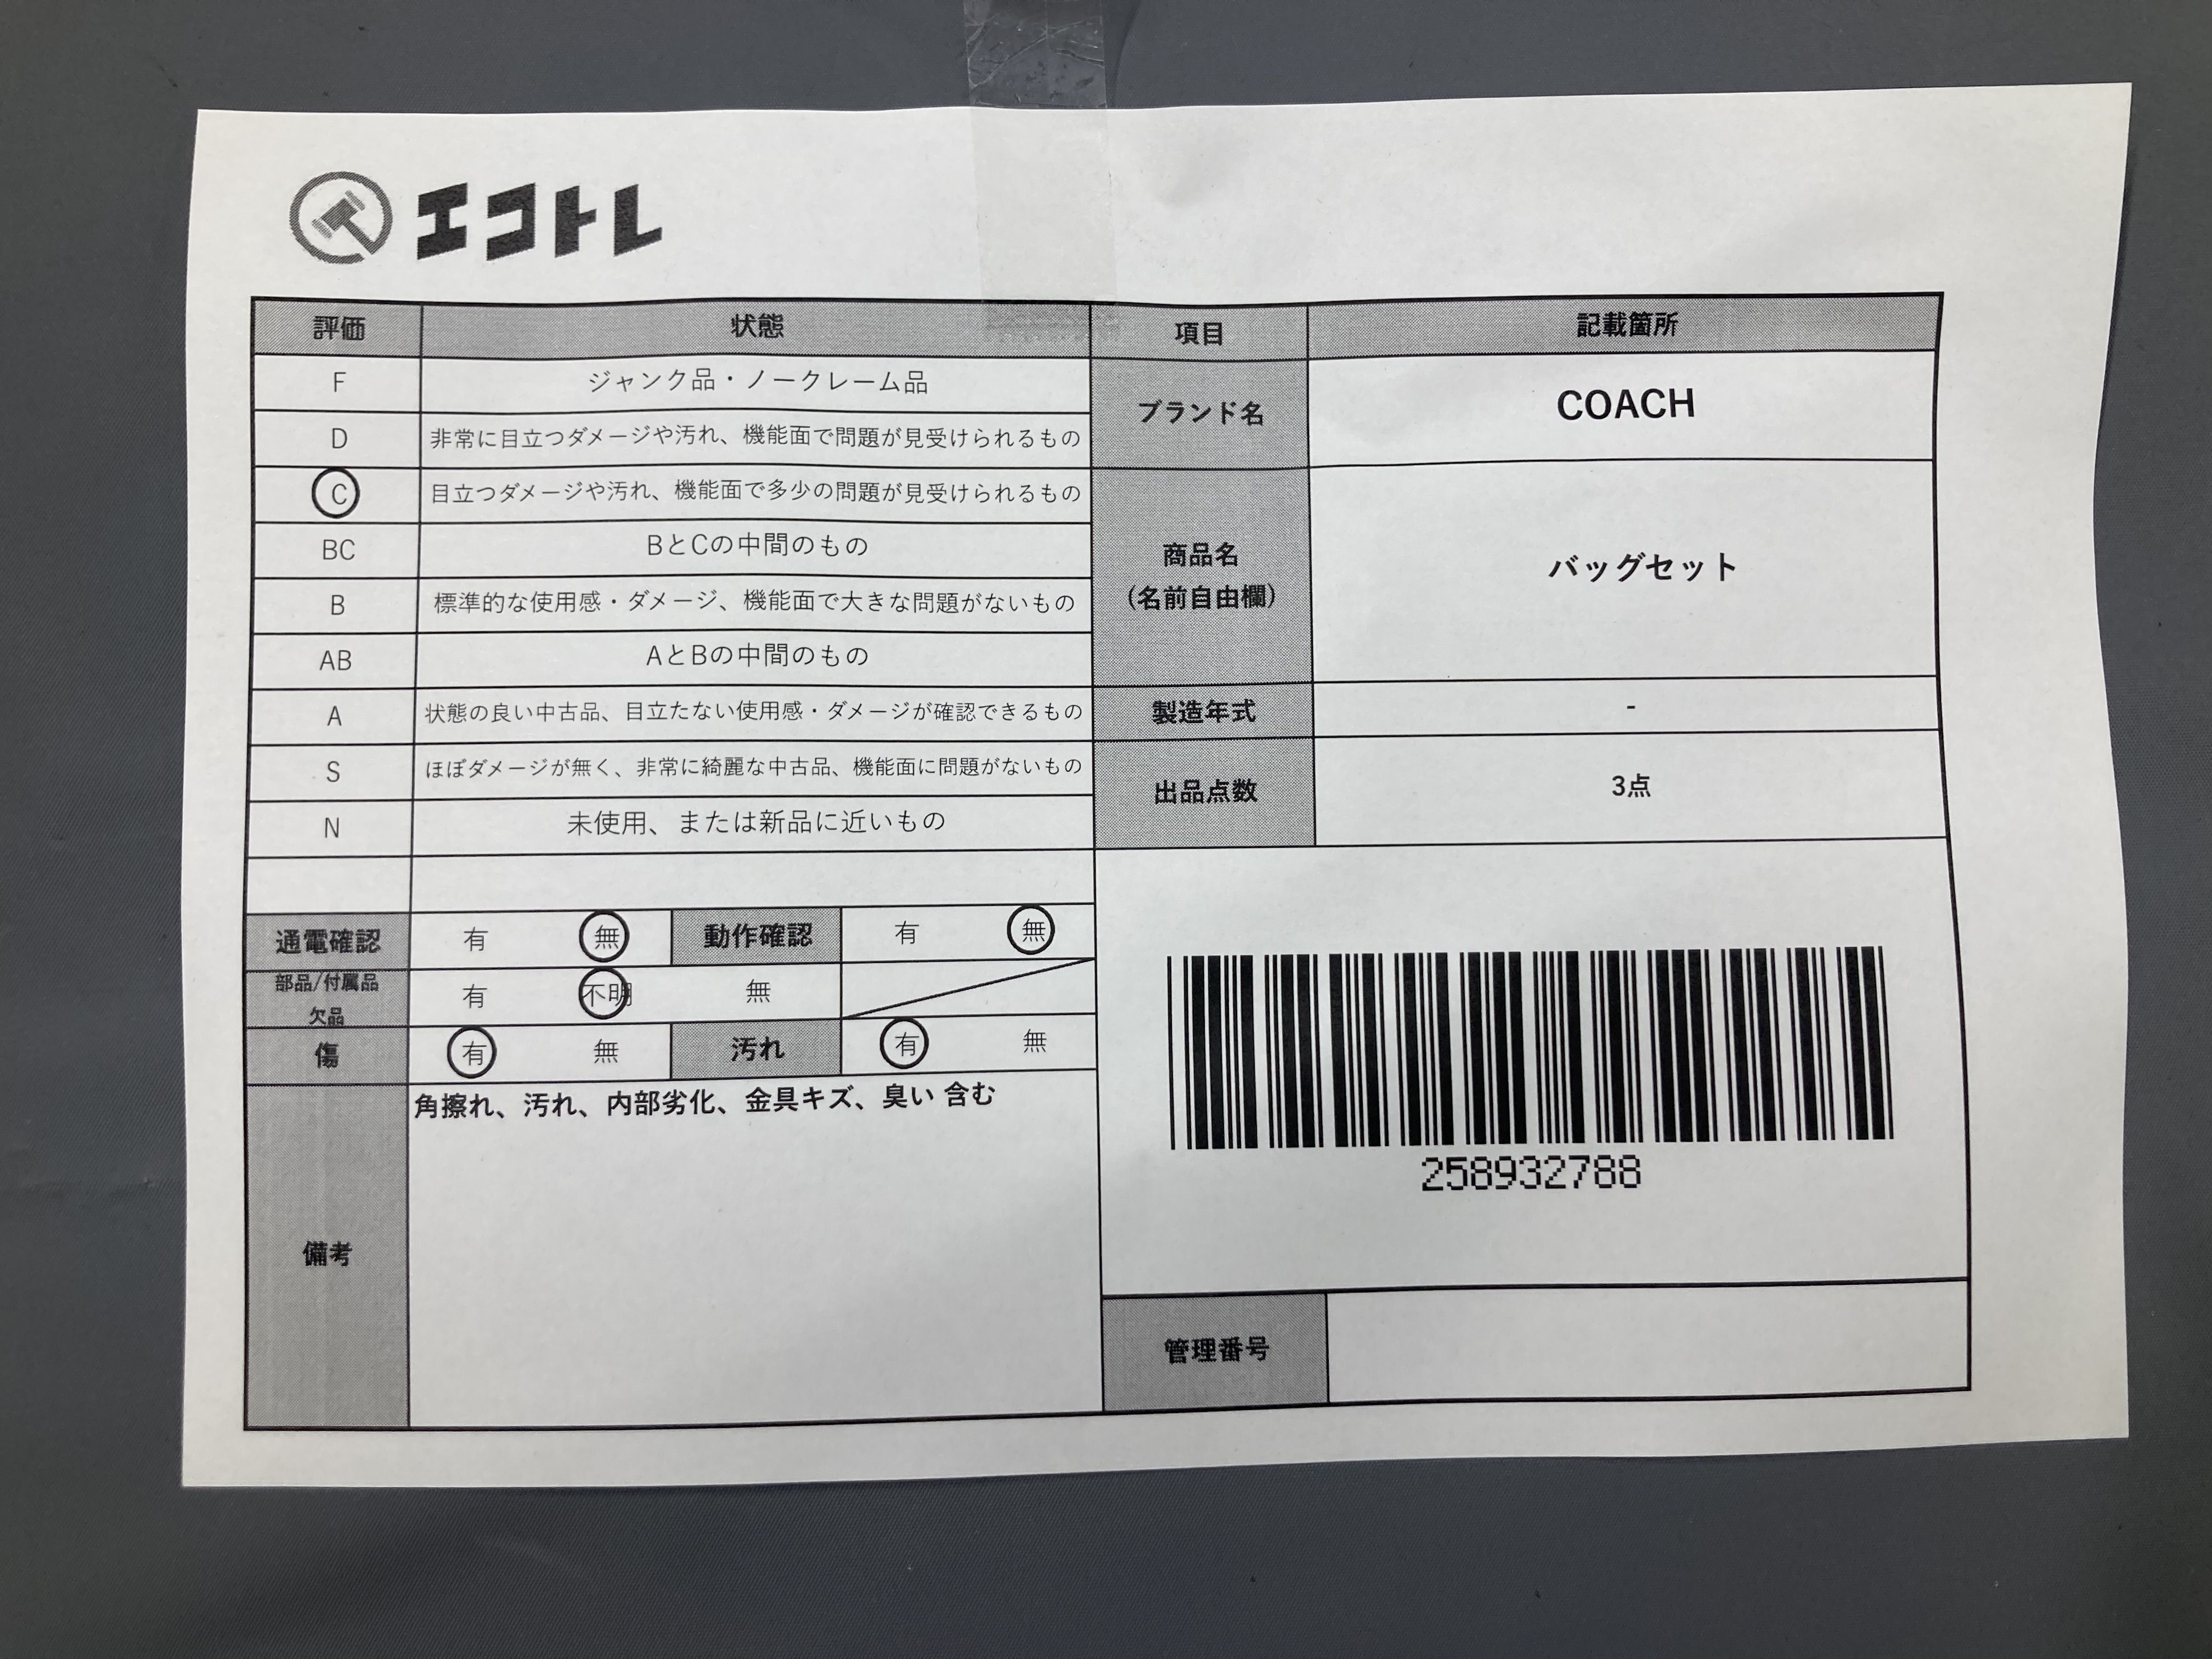 エコトレ
評価 状態 項目 記載箇所
F ジャンク品・ノークレーム品
D 非常に目立つダメージや汚れ、機能面で問題が見受けられるもの
ブランド名 COACH
C 目立つダメージや汚れ、機能面で多少の問題が見受けられるもの
BC BとCの中間のもの
B 標準的な使用感・ダメージ、機能面で大きな問題がないもの
AB AとBの中間のもの
商品名
(名前自由欄)
バッグセット
A 状態の良い中古品、目立たない使用感・ダメージが確認できるもの
製造年式 -
S ほぼダメージが無く、非常に綺麗な中古品、機能面に問題がないもの
N 未使用、または新品に近いもの
出品点数 3点
通電確認 有 無 動作確認 有 無
部品/付属品
欠品
有 不明 無
傷 有 無 汚れ 有 無
備考
角擦れ、汚れ、内部劣化、金具キズ、臭い 含む
258932788
管理番号